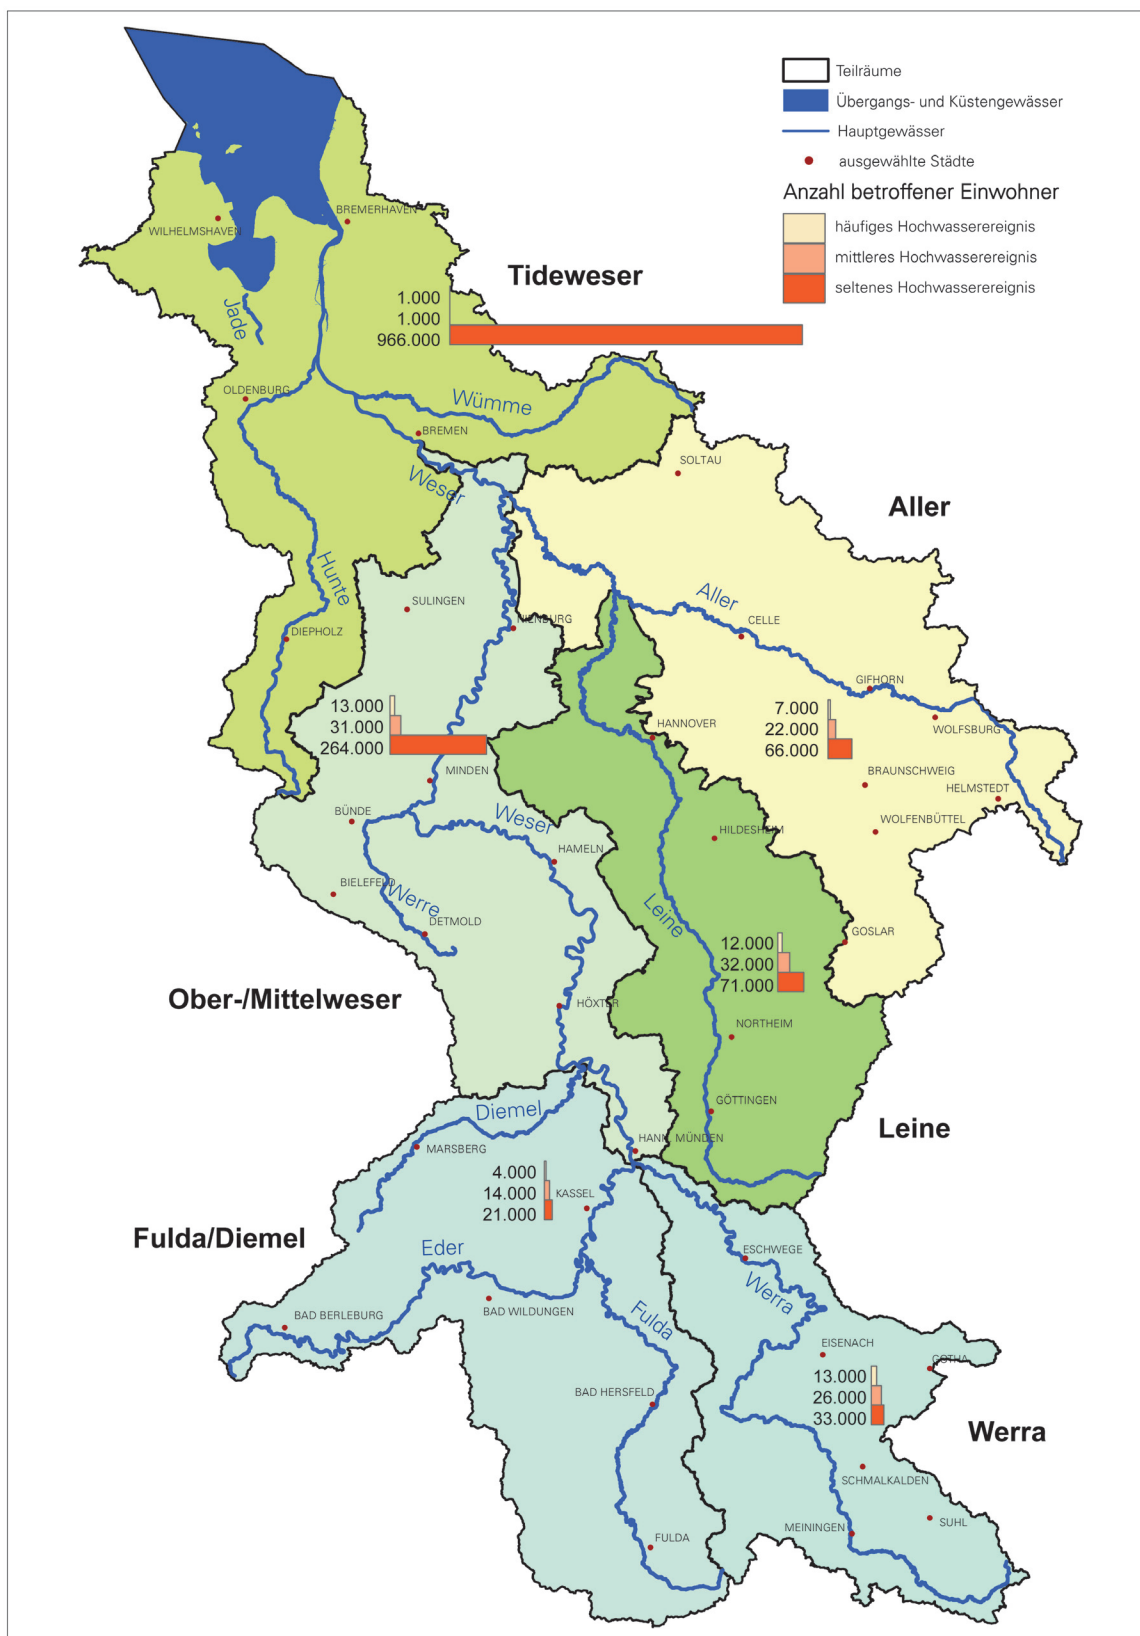 Teilräume
Übergangs- und Küstengewässer
Hauptgewässer
ausgewählte Städte
Anzahl betroffener Einwohner
häufiges Hochwasserereignis
mittleres Hochwasserereignis
seltenes Hochwasserereignis
BREMERHAVEN
WILHELMSHAVEN
Tideweser
1.000
1.000
966.000
Jade
OLDENBURG
Wümme
BREMEN
Weser
SOLTAU
Aller
Hunte
SULINGEN
Aller
NIENBURG
CELLE
DIEPHOLZ
GIFHORN
13.000
31.000
264.000
7.000
22.000
66.000
HANNOVER
WOLFSBURG
MINDEN
BRAUNSCHWEIG
HELMSTEDT
BÜNDE
Weser
HILDESHEIM
WOLFENBÜTTEL
HAMELN
BIELEFELD
Werre
DETMOLD
Leine
GOSLAR
12.000
32.000
71.000
Ober-/Mittelweser
HÖXTER
NORTHEIM
Diemel
GÖTTINGEN
Leine
MARSBERG
HANN. MÜNDEN
4.000
14.000
21.000
KASSEL
Fulda/Diemel
Eder
ESCHWEGE
Werra
BAD BERLEBURG
BAD WILDUNGEN
Fulda
EISENACH
GOTHA
13.000
26.000
33.000
BAD HERSFELD
Werra
SCHMALKALDEN
MEININGEN
SUHL
FULDA